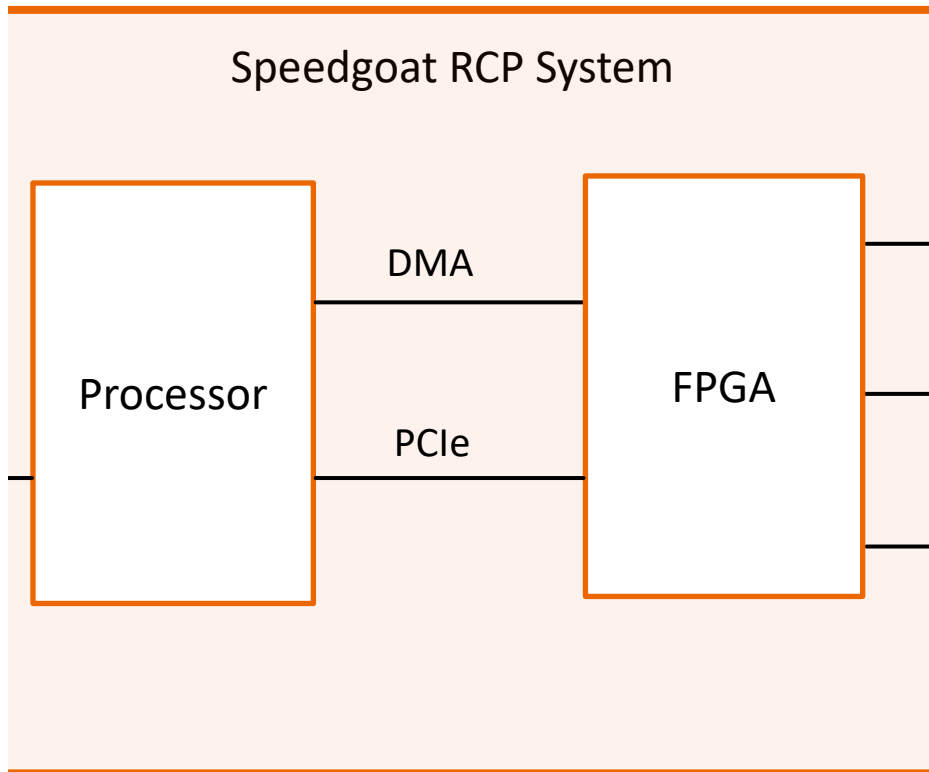 Speedgoat RCP System
DMA
Processor
FPGA
PCIe